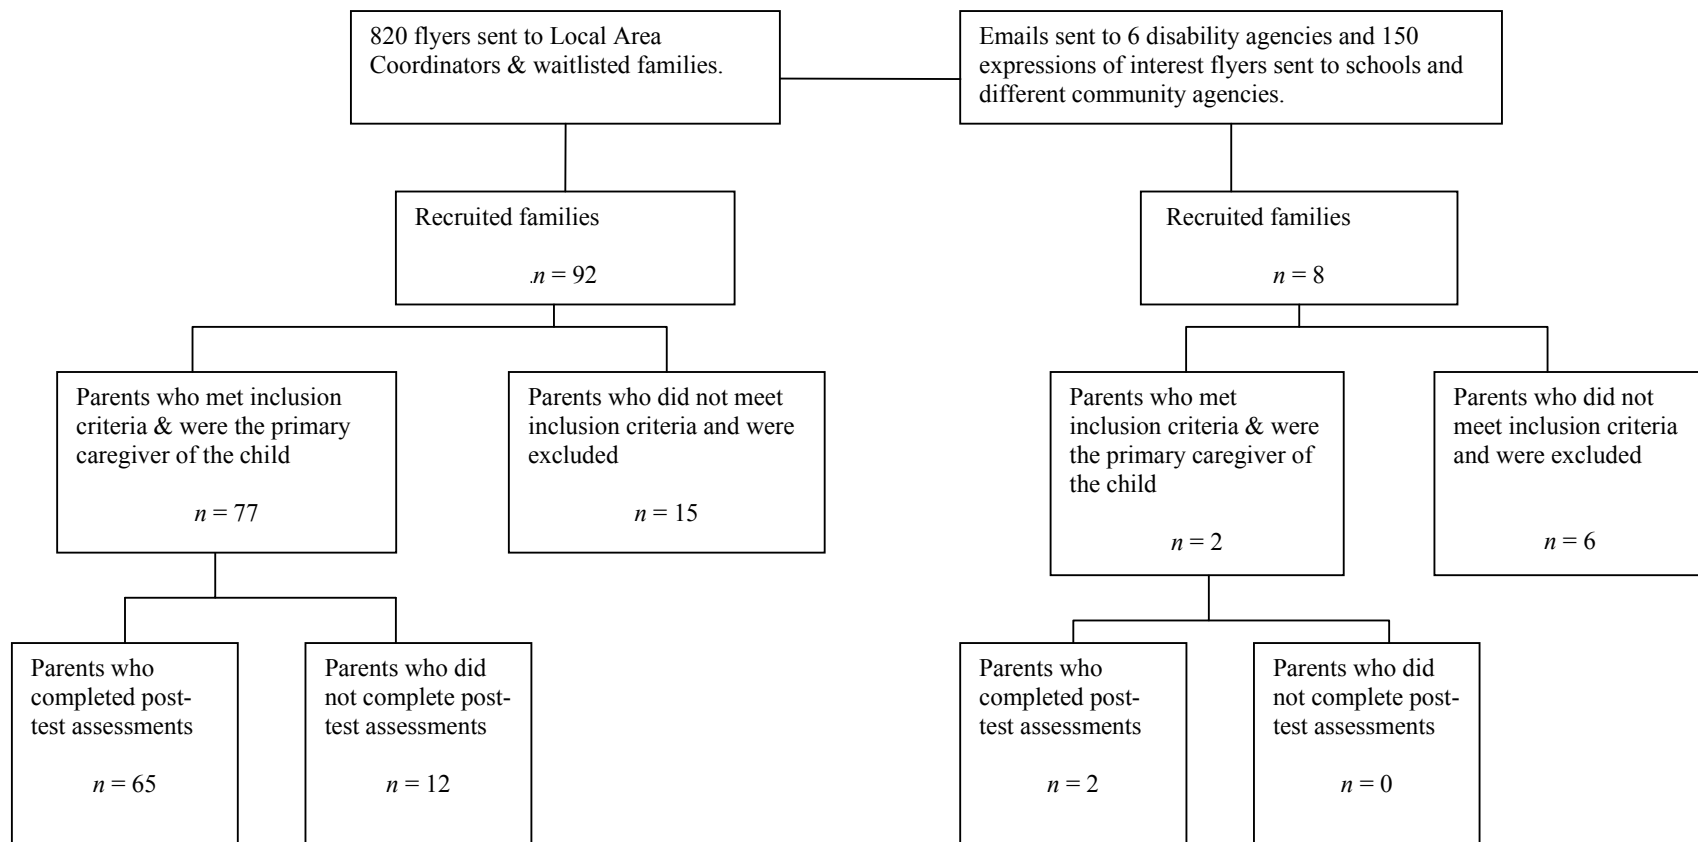 820 flyers sent to Local Area
Coordinators & waitlisted families.
Emails sent to 6 disability agencies and 150
expressions of interest flyers sent to schools and
different community agencies.
Recruited families
.n = 92
Recruited families
n = 8
Parents who met inclusion
criteria & were the primary
caregiver of the child
n = 77
Parents who did not meet
inclusion criteria and were
excluded
n = 15
Parents who met
inclusion criteria & were
the primary caregiver of
the child
n = 2
Parents who did not
meet inclusion criteria
and were excluded
n = 6
Parents who
completed post-
test assessments
n = 65
Parents who did
not complete post-
test assessments
n = 12
Parents who
completed post-
test assessments
n = 2
Parents who did
not complete post-
test assessments
n = 0